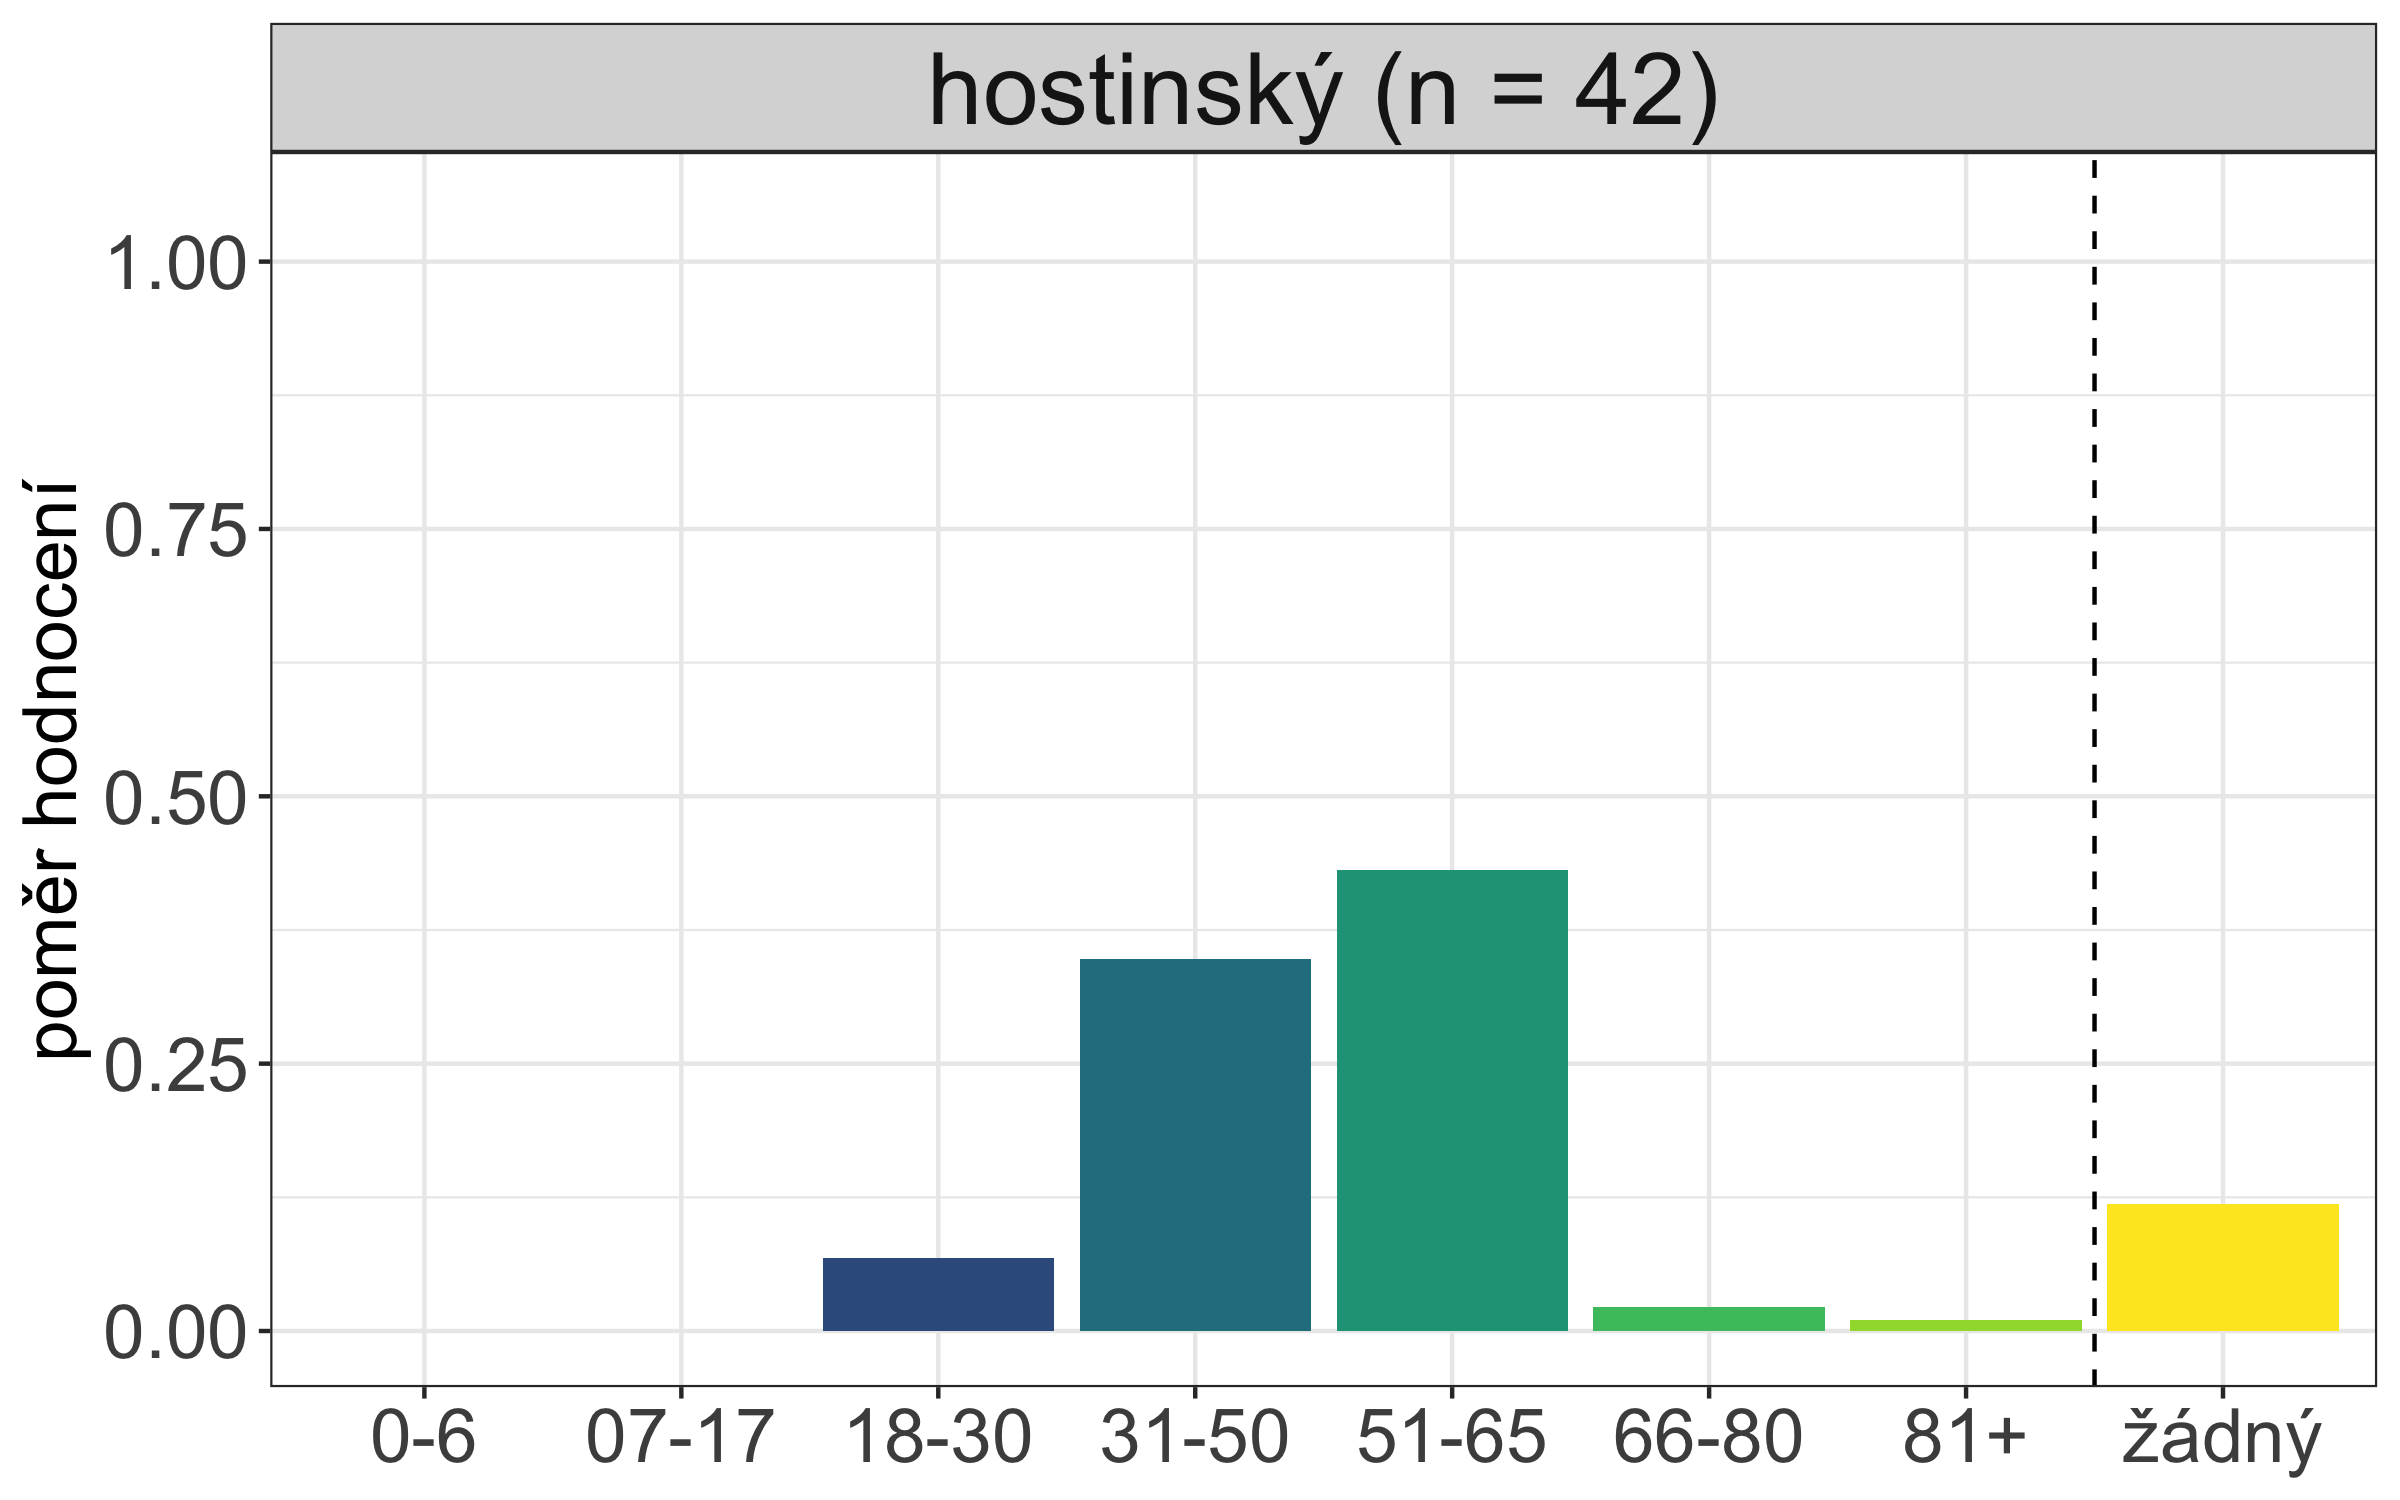 hostinský (n = 42)
poměr hodnocení
1.00
0.75
0.50
0.25
0.00
0-6 07-17 18-30 31-50 51-65 66-80 81+ žádný